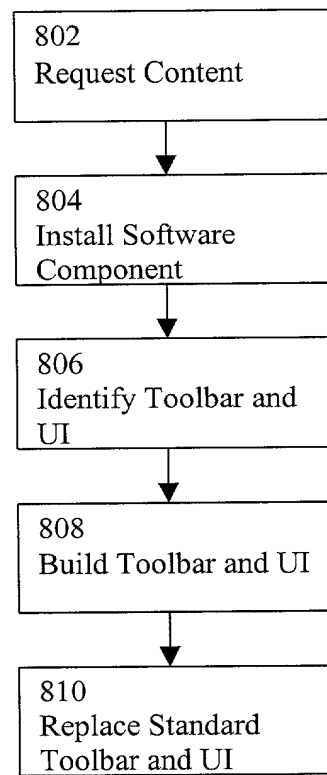 802
Request Content
804
Install Software
Component
806
Identify Toolbar and
UI
808
Build Toolbar and UI
810
Replace Standard
Toolbar and UI